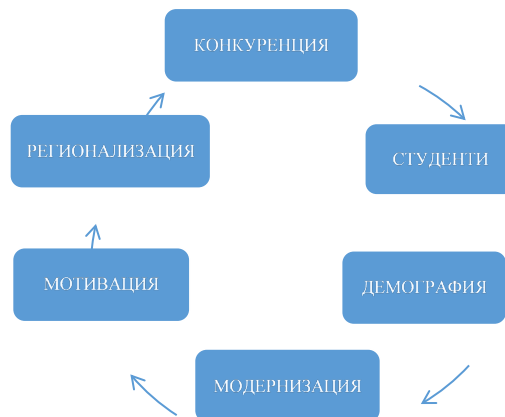 КОНКУРЕНЦИЯ
СТУДЕНТИ
ДЕМОГРАФИЯ
МОДЕРНИЗАЦИЯ
МОТИВАЦИЯ
РЕГИОНАЛИЗАЦИЯ